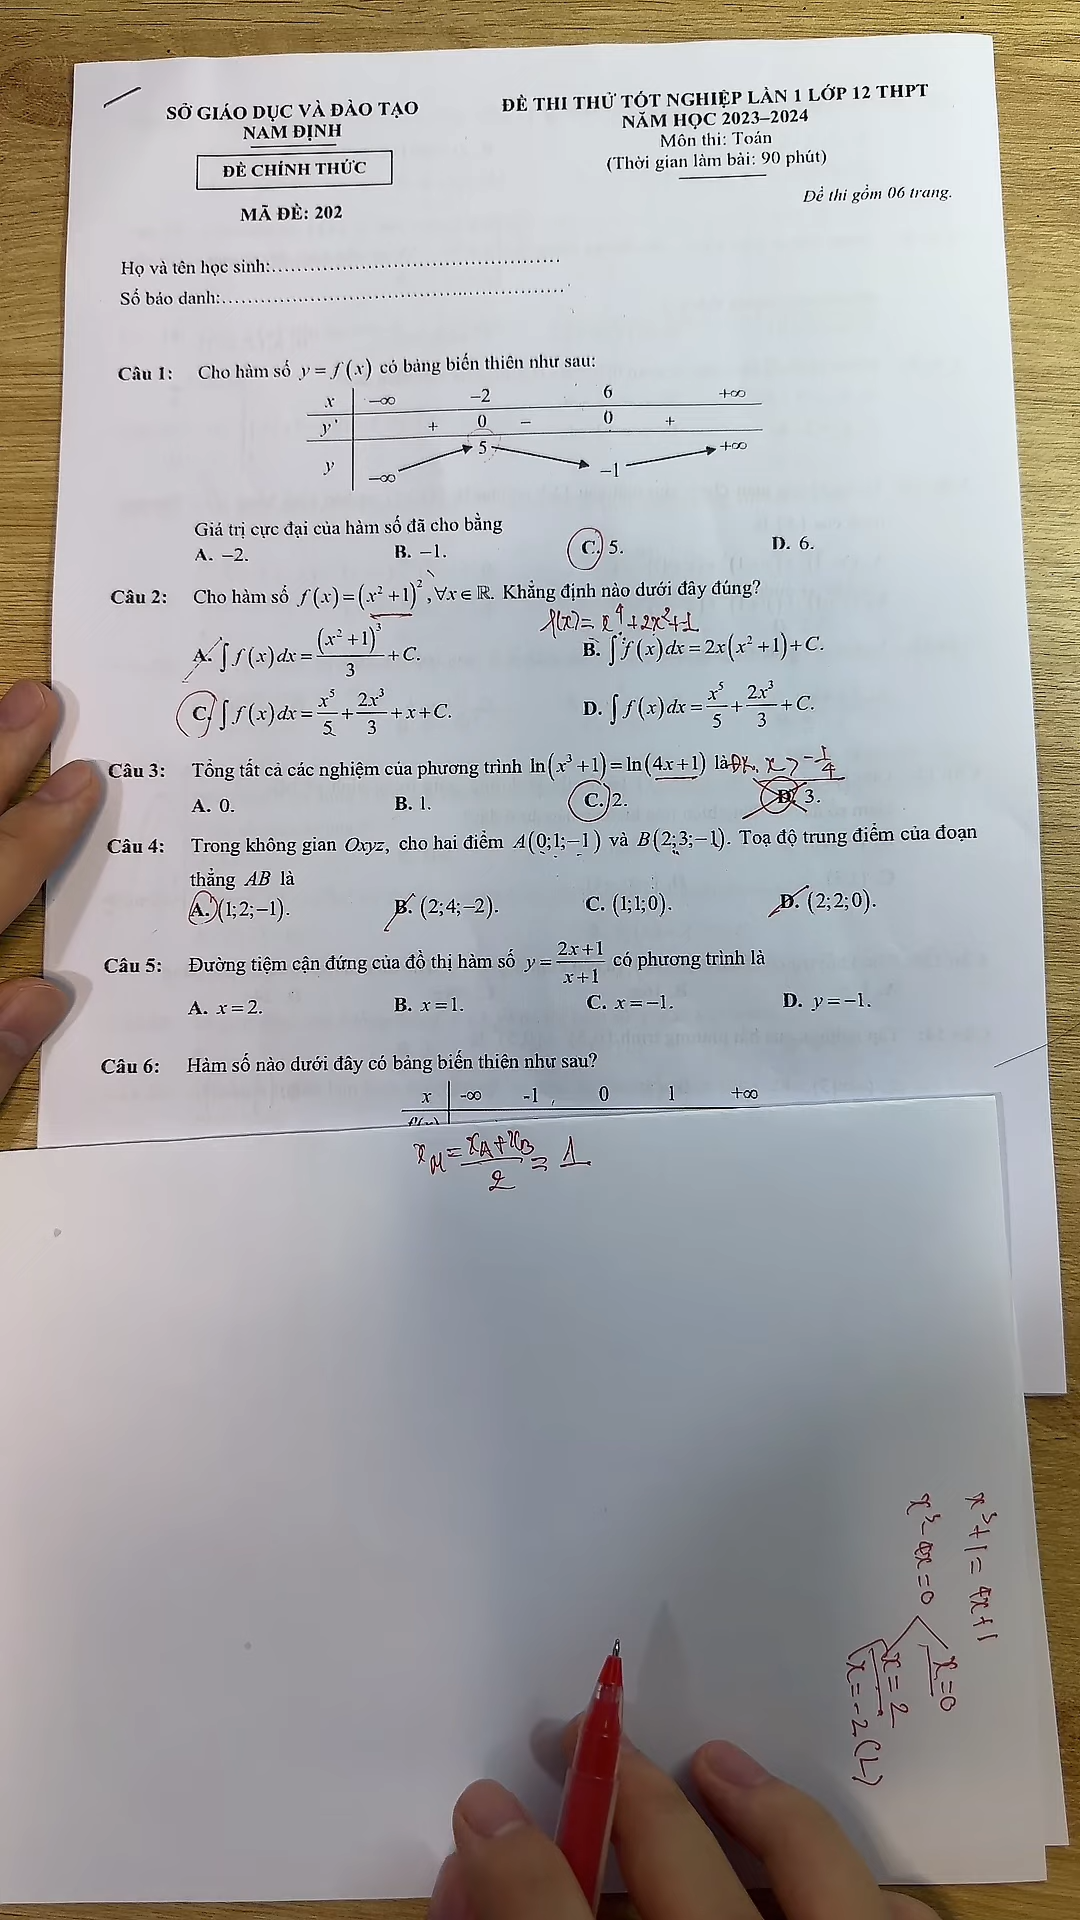 SỞ GIÁO DỤC VÀ ĐÀO TẠO
NAM ĐỊNH
ĐỀ CHÍNH THỨC
MÃ ĐỀ: 202
ĐỀ THI THỬ TỐT NGHIỆP LẦN 1 LỚP 12 THPT
NĂM HỌC 2023–2024
Môn thi: Toán
(Thời gian làm bài: 90 phút)
Đề thi gồm 06 trang.
Họ và tên học sinh:
Số báo danh:
Câu 1: Cho hàm số y = f(x) có bảng biến thiên như sau:
x −∞ −2 6 +∞
y' + 0 − 0 +
y −∞ 5 −1 +∞
Giá trị cực đại của hàm số đã cho bằng
A. −2. B. −1. C. 5. D. 6.
Câu 2: Cho hàm số f(x) = (x² + 1)², ∀x ∈ ℝ. Khẳng định nào dưới đây đúng?
f(x) = x⁴ + 2x² + 1
A. ∫f(x)dx = (x² + 1)³/3 + C. B. ∫f(x)dx = 2x(x² + 1) + C.
C. ∫f(x)dx = x⁵/5 + 2x³/3 + x + C. D. ∫f(x)dx = x⁵/5 + 2x³/3 + C.
Câu 3: Tổng tất cả các nghiệm của phương trình ln(x³ + 1) = ln(4x + 1) là ĐK: x > −1/4
A. 0. B. 1. C. 2. D. 3.
Câu 4: Trong không gian Oxyz, cho hai điểm A(0;1;−1) và B(2;3;−1). Toạ độ trung điểm của đoạn
thẳng AB là
A. (1;2;−1). B. (2;4;−2). C. (1;1;0). D. (2;2;0).
Câu 5: Đường tiệm cận đứng của đồ thị hàm số y = (2x+1)/(x+1) có phương trình là
A. x = 2. B. x = 1. C. x = −1. D. y = −1.
Câu 6: Hàm số nào dưới đây có bảng biến thiên như sau?
x -∞ -1 0 1 +∞
x_M = (x_A + x_B)/2 = 1
x³ + 1 = 4x + 1
x³ − 4x = 0
x = 0
x = 2
x = −2 (L)